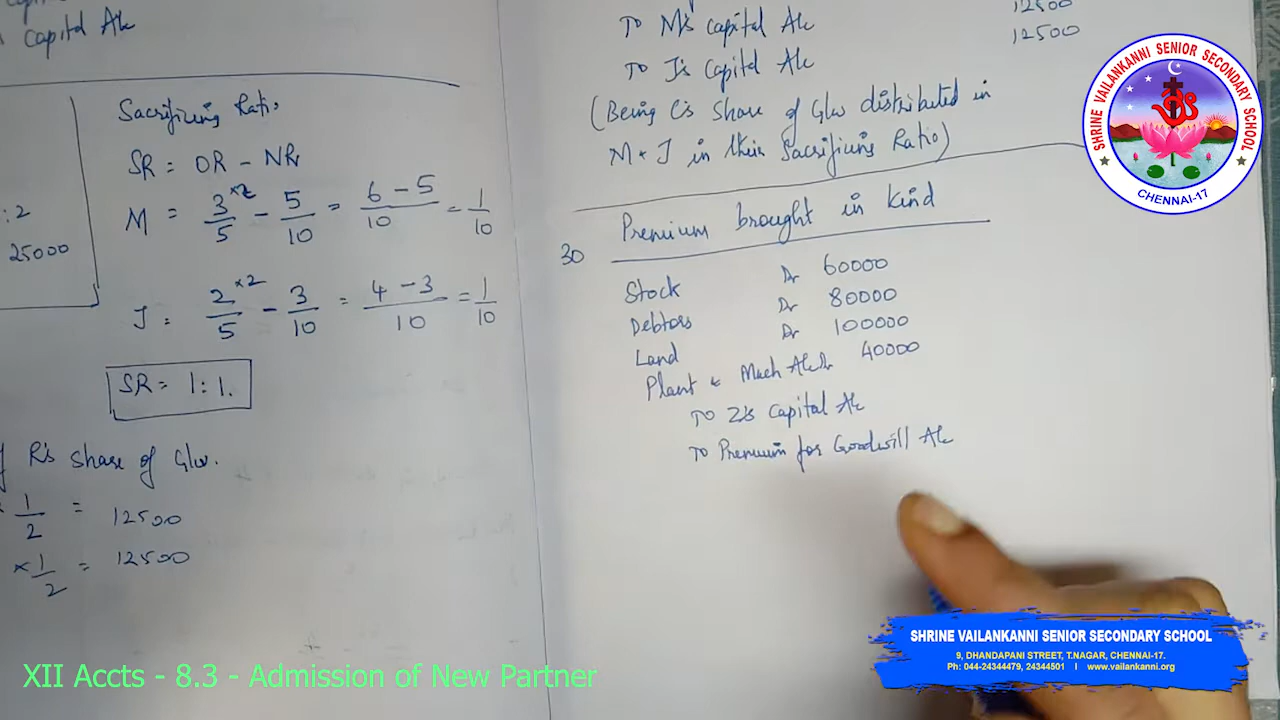 Capital A/c
Sacrificing Ratio
SR = OR - NR
M = 3/5 ×2 - 5/10 = 6-5/10 = 1/10
J = 2/5 ×2 - 3/10 = 4-3/10 = 1/10
SR = 1:1.
: 2
25000
R's share of G/w.
1/2 = 12500
× 1/2 = 12500
12500
To M's capital A/c 12500
To J's Capital A/c
(Being C's Share of G/w distributed in
M & J in their Sacrificing Ratio)
Premium brought in kind
30
Stock Dr 60000
Debtors Dr 80000
Land Dr 100000
Plant & Mach A/c Dr 40000
To Z's Capital A/c
To Premium for Goodwill A/c
SHRINE VAILANKANNI SENIOR SECONDARY SCHOOL
CHENNAI-17
SHRINE VAILANKANNI SENIOR SECONDARY SCHOOL
9, DHANDAPANI STREET, T.NAGAR, CHENNAI-17.
Ph: 044-24344479, 24344501 I www.vailankanni.org
XII Accts - 8.3 - Admission of New Partner